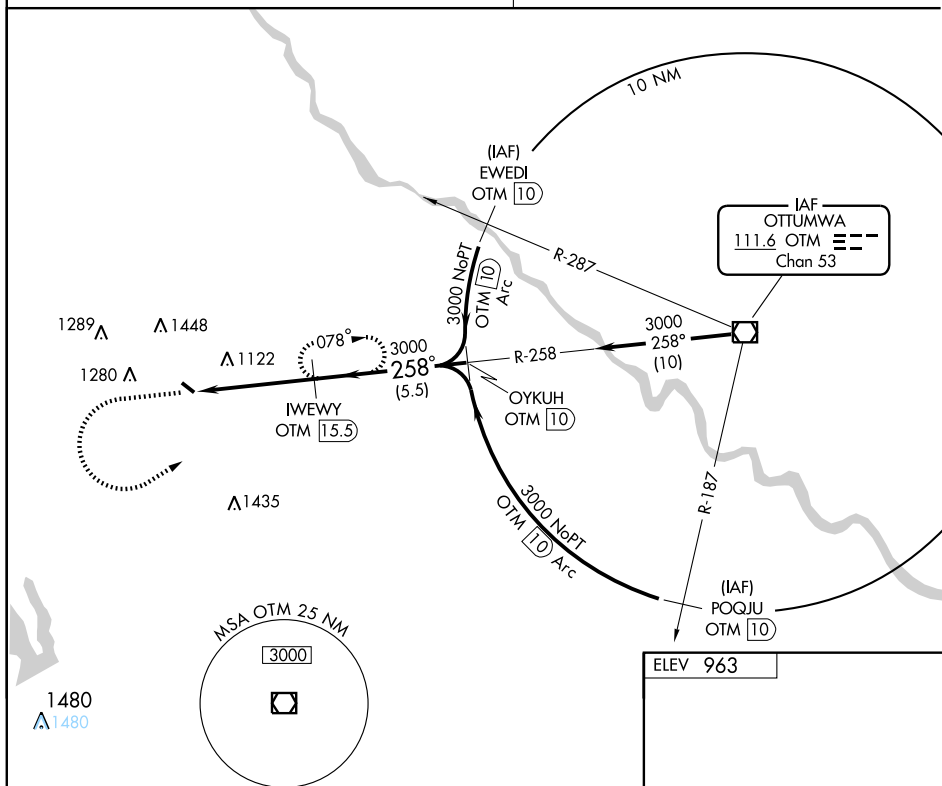 10 NM
(IAF)
EWEDI
OTM 10
IAF
OTTUMWA
111.6 OTM
Chan 53
R-287
3000 NoPT
OTM 10
Arc
1289
1448
1280
1122
078°
3000
258°
(5.5)
R-258
3000
258°
(10)
IWEWY
OTM 15.5
OYKUH
OTM 10
R-187
1435
3000 NoPT
OTM 10 Arc
(IAF)
POQJU
OTM 10
MSA OTM 25 NM
3000
1480
1480
ELEV 963